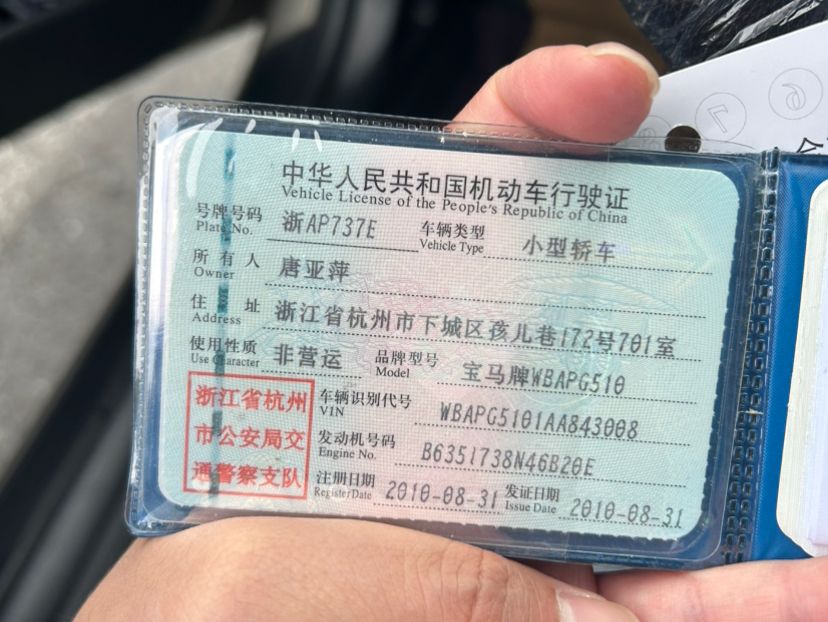 中华人民共和国机动车行驶证
Vehicle License of the People's Republic of China
号牌号码 浙AP737E 车辆类型 小型轿车
Plate No. Vehicle Type
所有人 唐亚萍
Owner
住址 浙江省杭州市下城区孩儿巷172号701室
Address
使用性质 非营运 品牌型号 宝马牌WBAPG510
Use Character Model
浙江省杭州
市公安局交
通警察支队
车辆识别代号 WBAPG5101AA843008
VIN
发动机号码 B6351738N46B20E
Engine No.
注册日期 2010-08-31 发证日期 2010-08-31
Register Date Issue Date
7
6